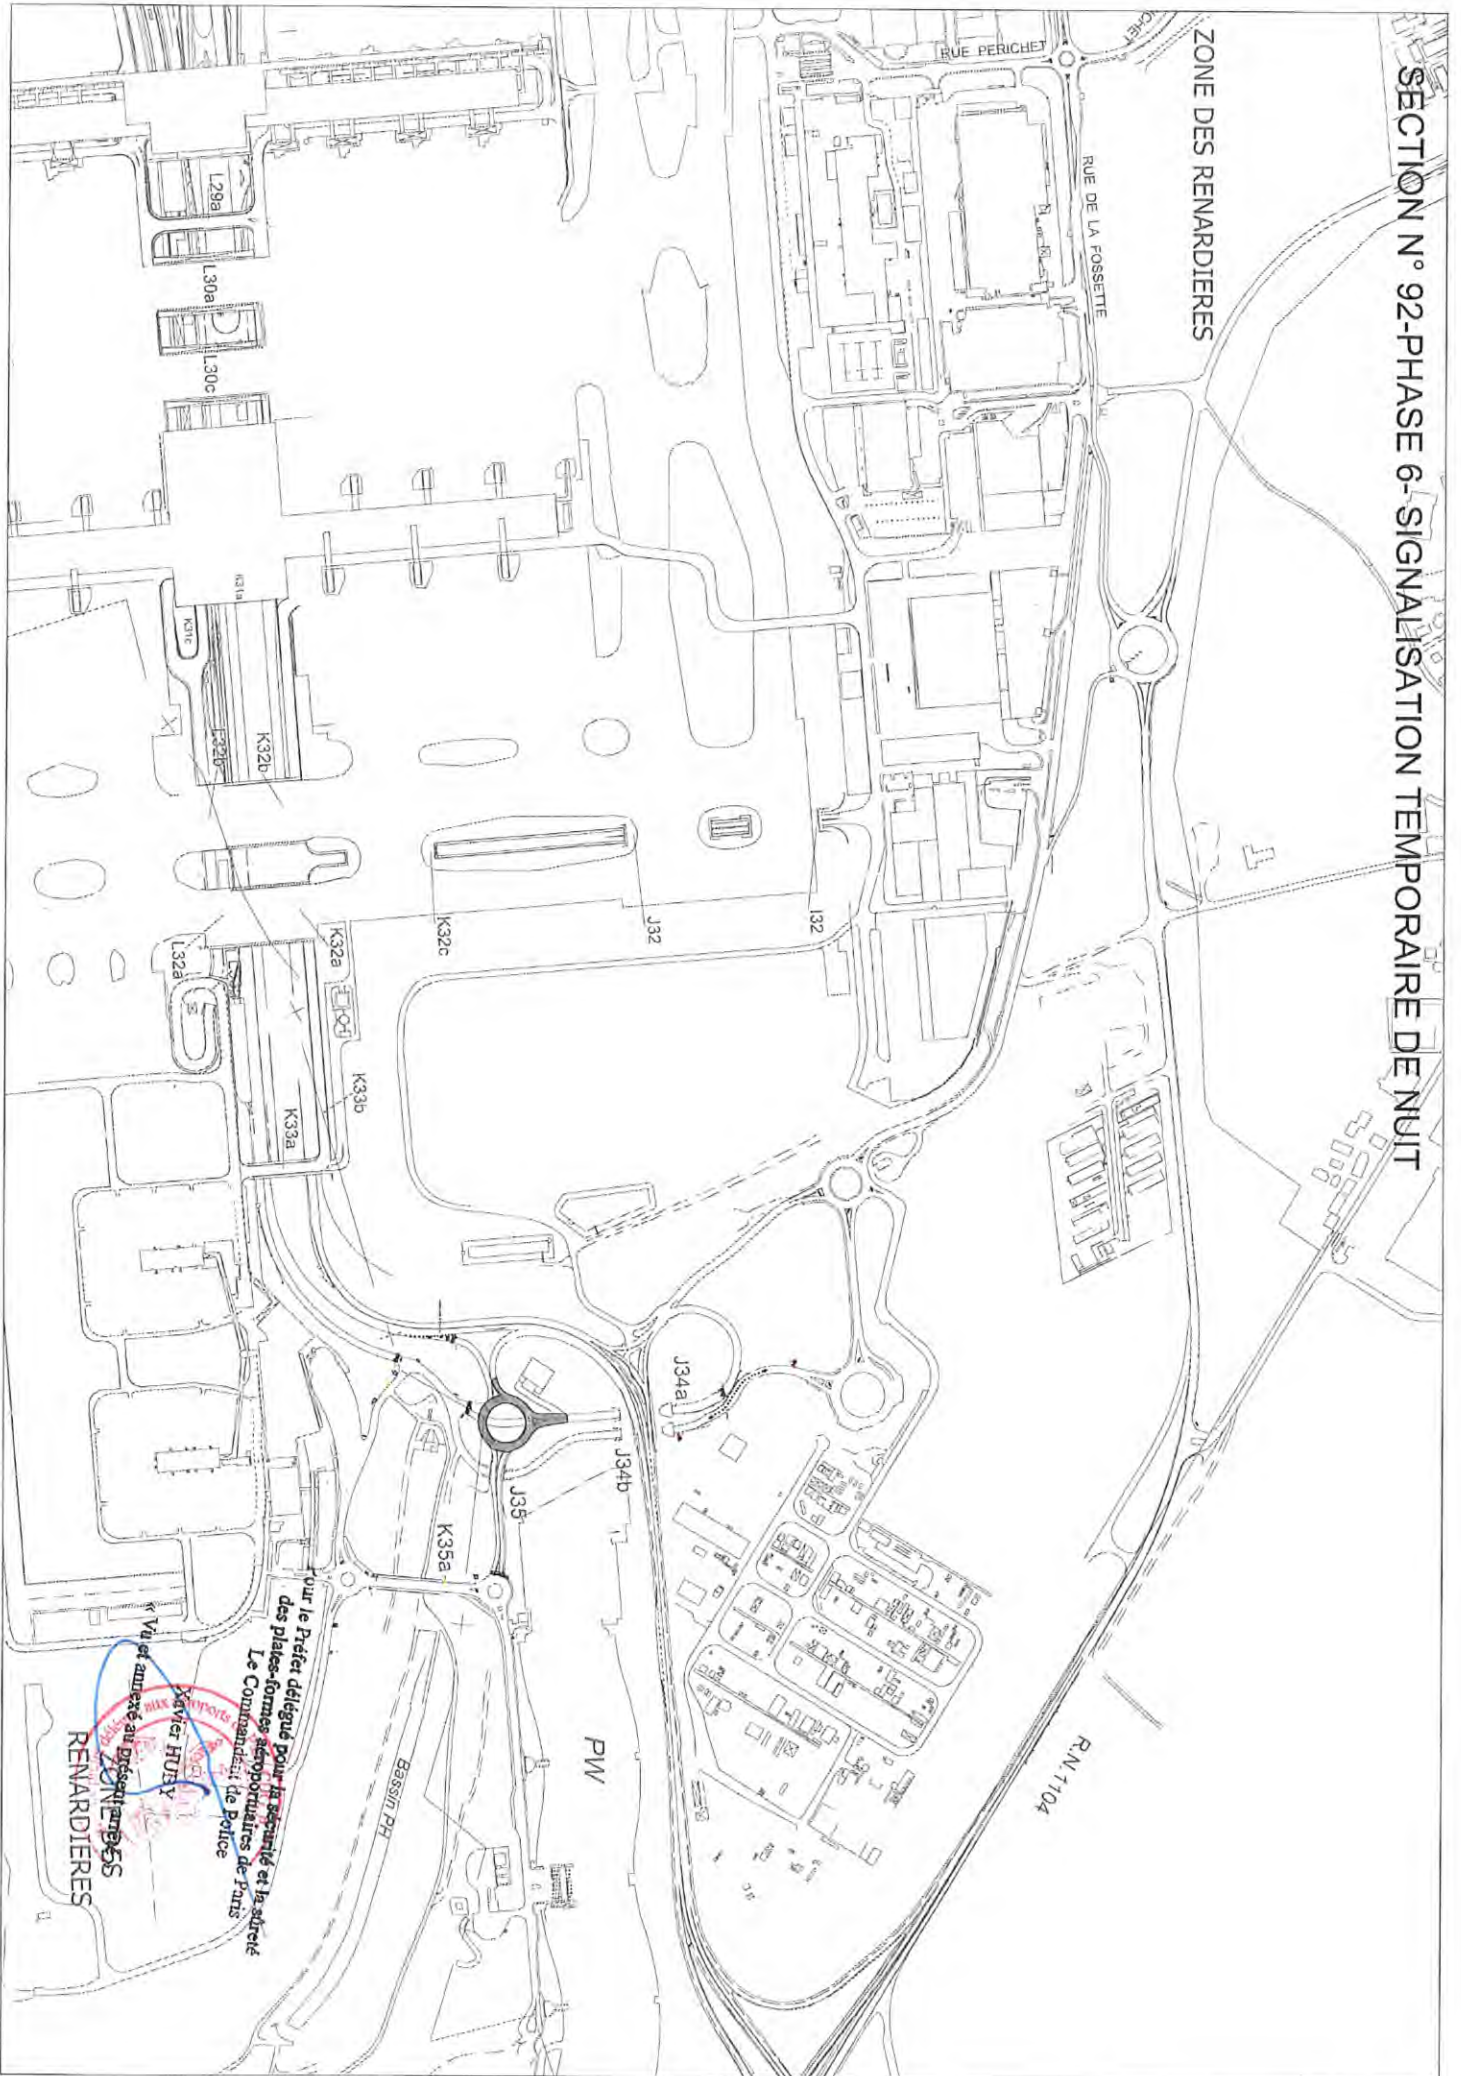 SECTION N° 92-PHASE 6-SIGNALISATION TEMPORAIRE DE NUIT
ZONE DES RENARDIERES
RUE PERICHET
RUE DE LA FOSSETTE
L29a
L30a
L30c
K31a
K31c
K32b
L32a
K32a
K32c
J32
I32
K33b
K33a
J34a
J34b
J35
K35a
R.N.1104
PW
Bassin PH
our le Préfet délégué pour la sécurité et la sûreté
des plates-formes aéroportuaires de Paris
Le Commandant de Police
Xavier HUBY
"Vu et annexé au présent arrêté
ZONE DES
RENARDIERES